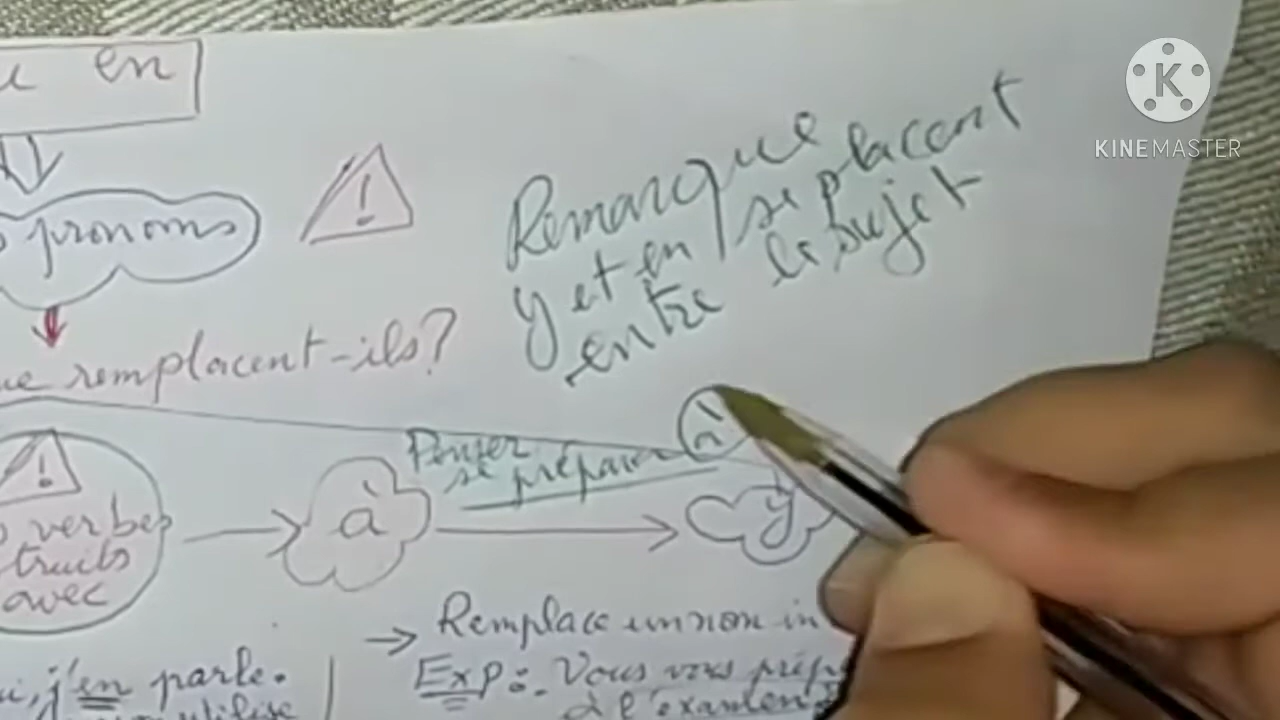 en
KINEMASTER
pronoms
!
Remarque
y et en se placent
entre le sujet
remplacent-ils?
!
Penser
se préparer à
verbes
avec
à
y
Remplace un non in
j'en parle.
Exp: Vous vous prép
à l'examen